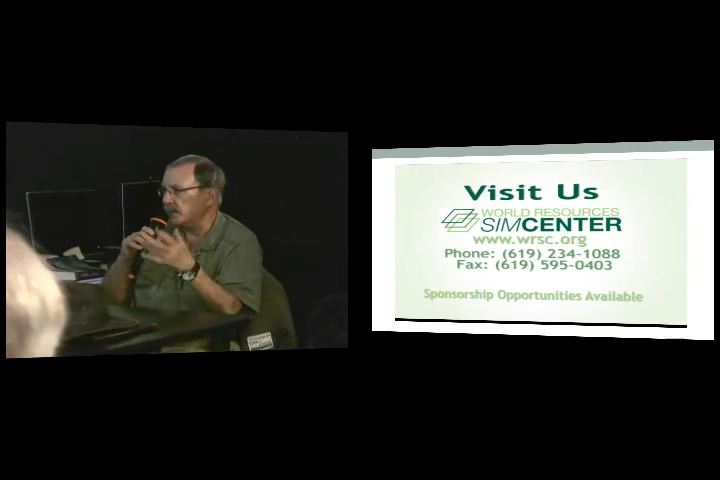 Visit Us
WORLD RESOURCES
SIMCENTER
www.wrsc.org
Phone: (619) 234-1088
Fax: (619) 595-0403
Sponsorship Opportunities Available